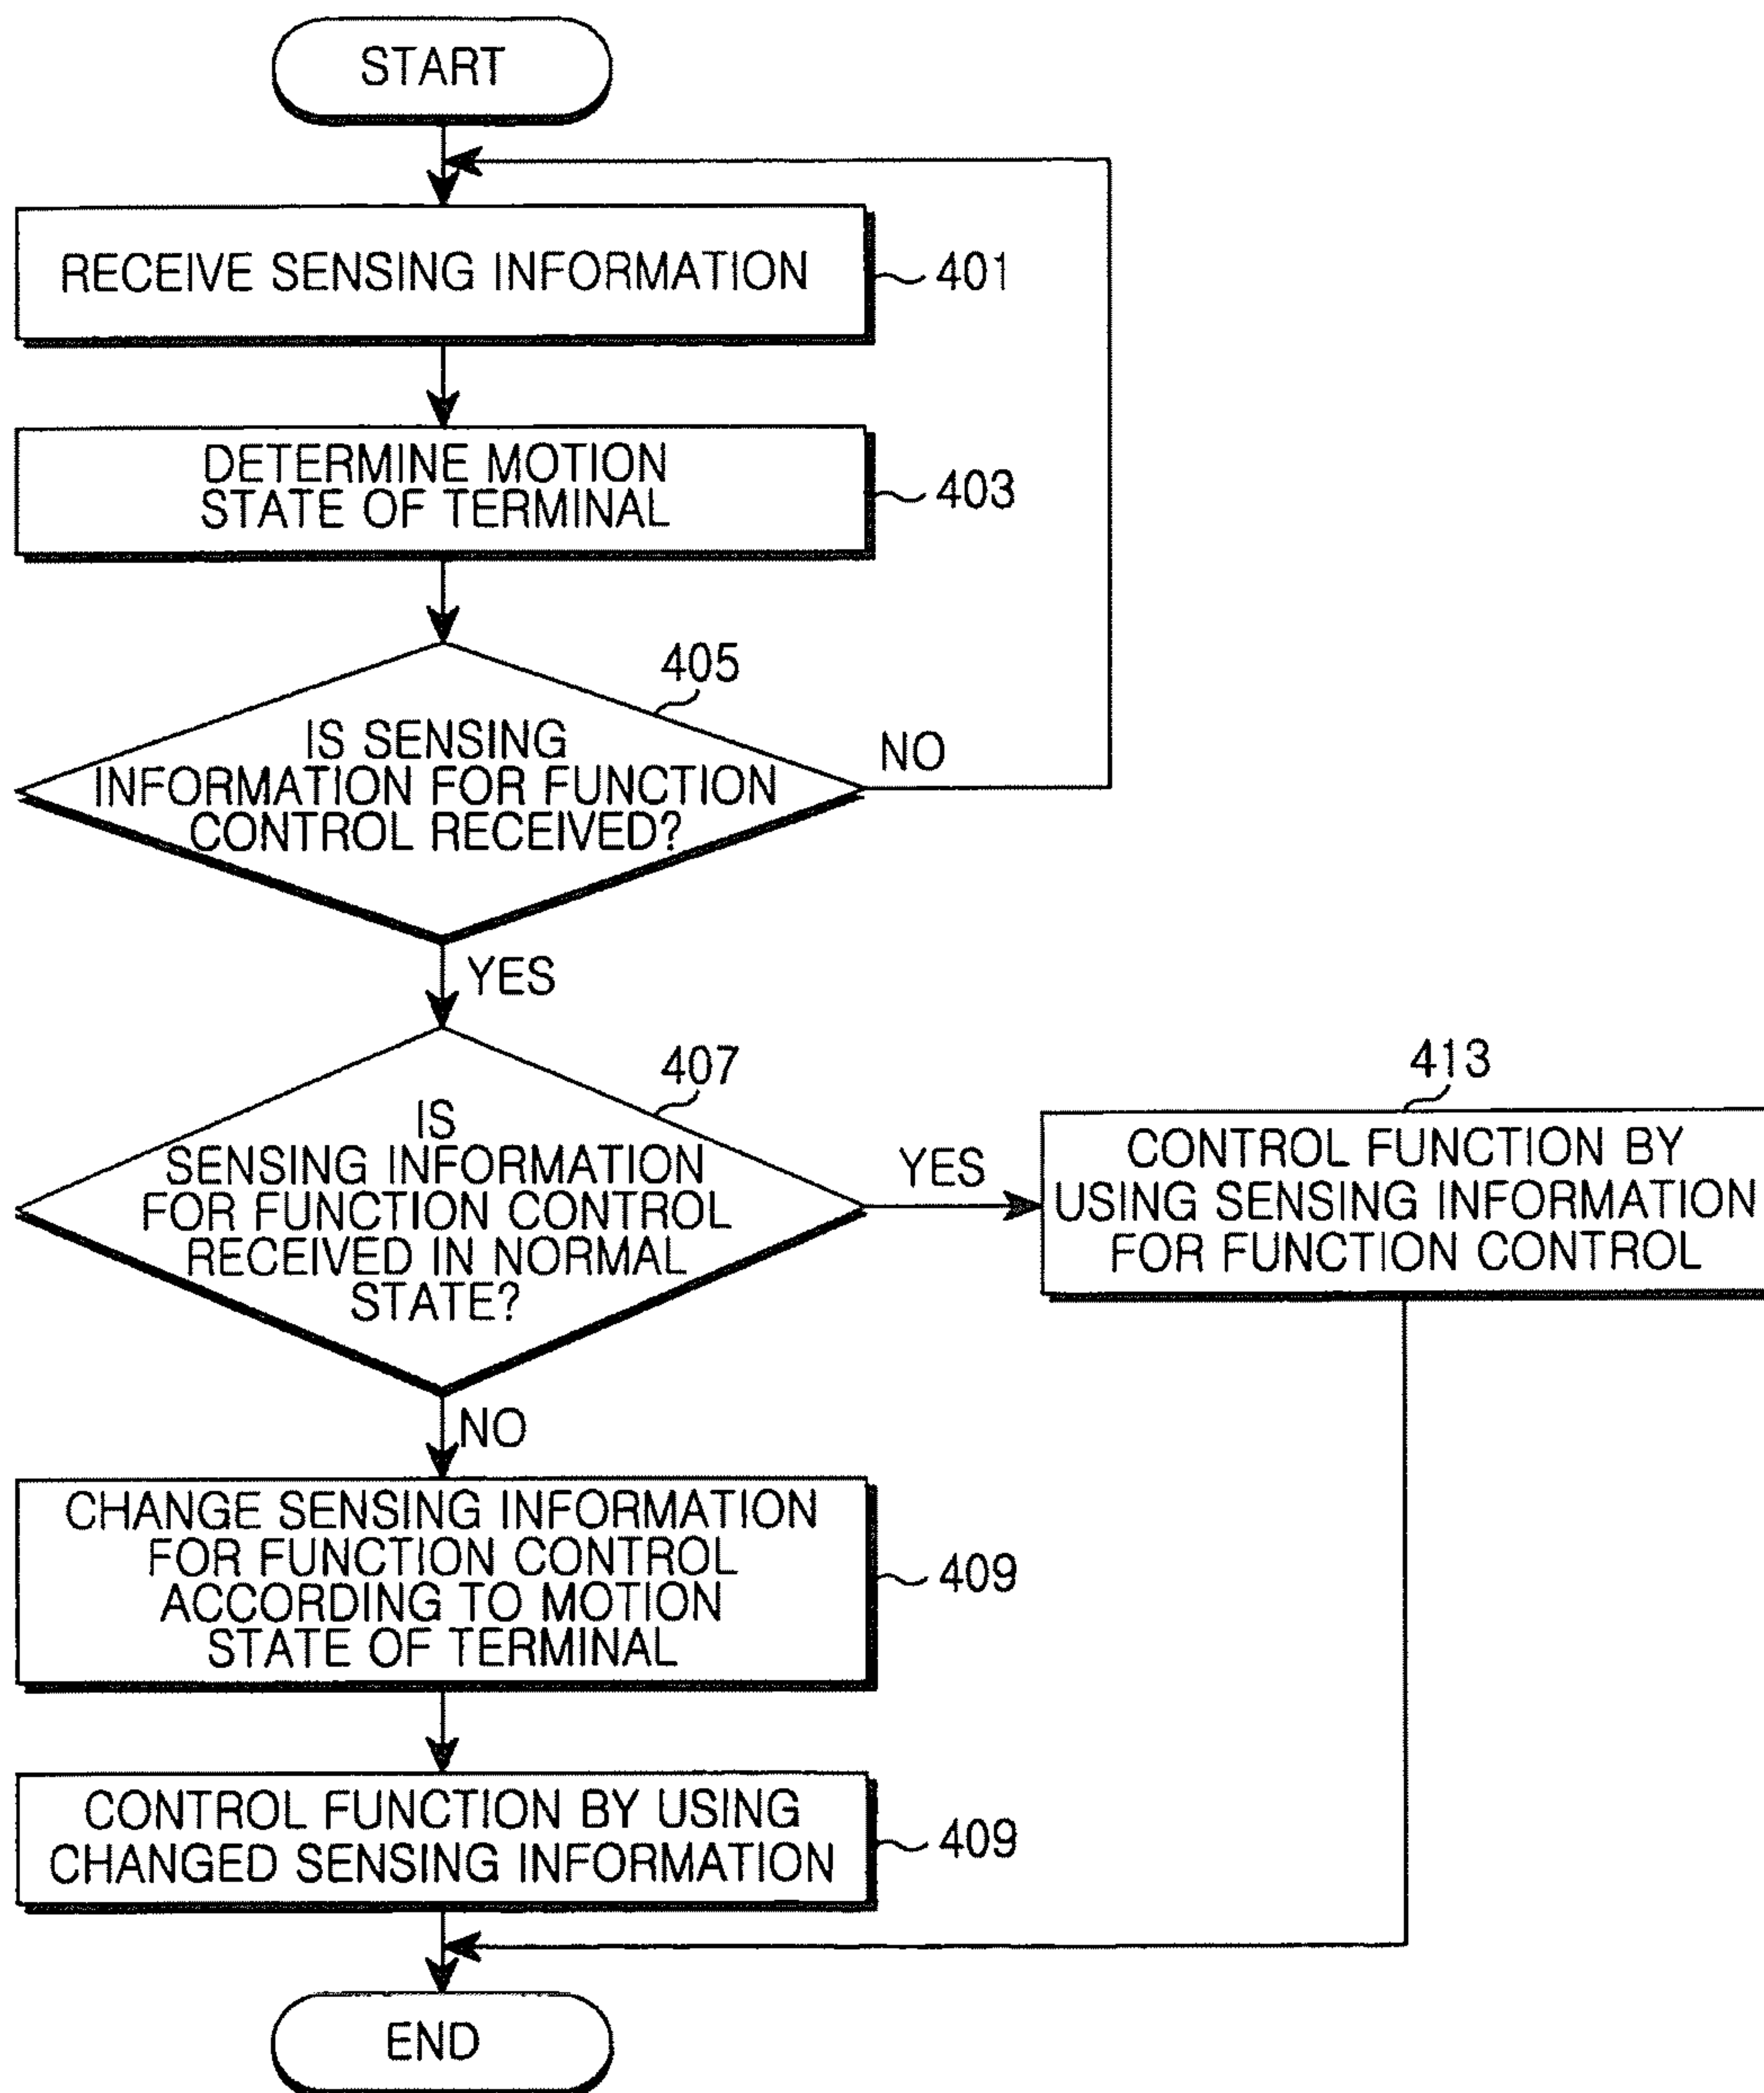 START
RECEIVE SENSING INFORMATION
401
DETERMINE MOTION
STATE OF TERMINAL
403
405
IS SENSING
INFORMATION FOR FUNCTION
CONTROL RECEIVED?
NO
YES
407
IS
SENSING INFORMATION
FOR FUNCTION CONTROL
RECEIVED IN NORMAL
STATE?
YES
413
CONTROL FUNCTION BY
USING SENSING INFORMATION
FOR FUNCTION CONTROL
NO
CHANGE SENSING INFORMATION
FOR FUNCTION CONTROL
ACCORDING TO MOTION
STATE OF TERMINAL
409
CONTROL FUNCTION BY USING
CHANGED SENSING INFORMATION
409
END